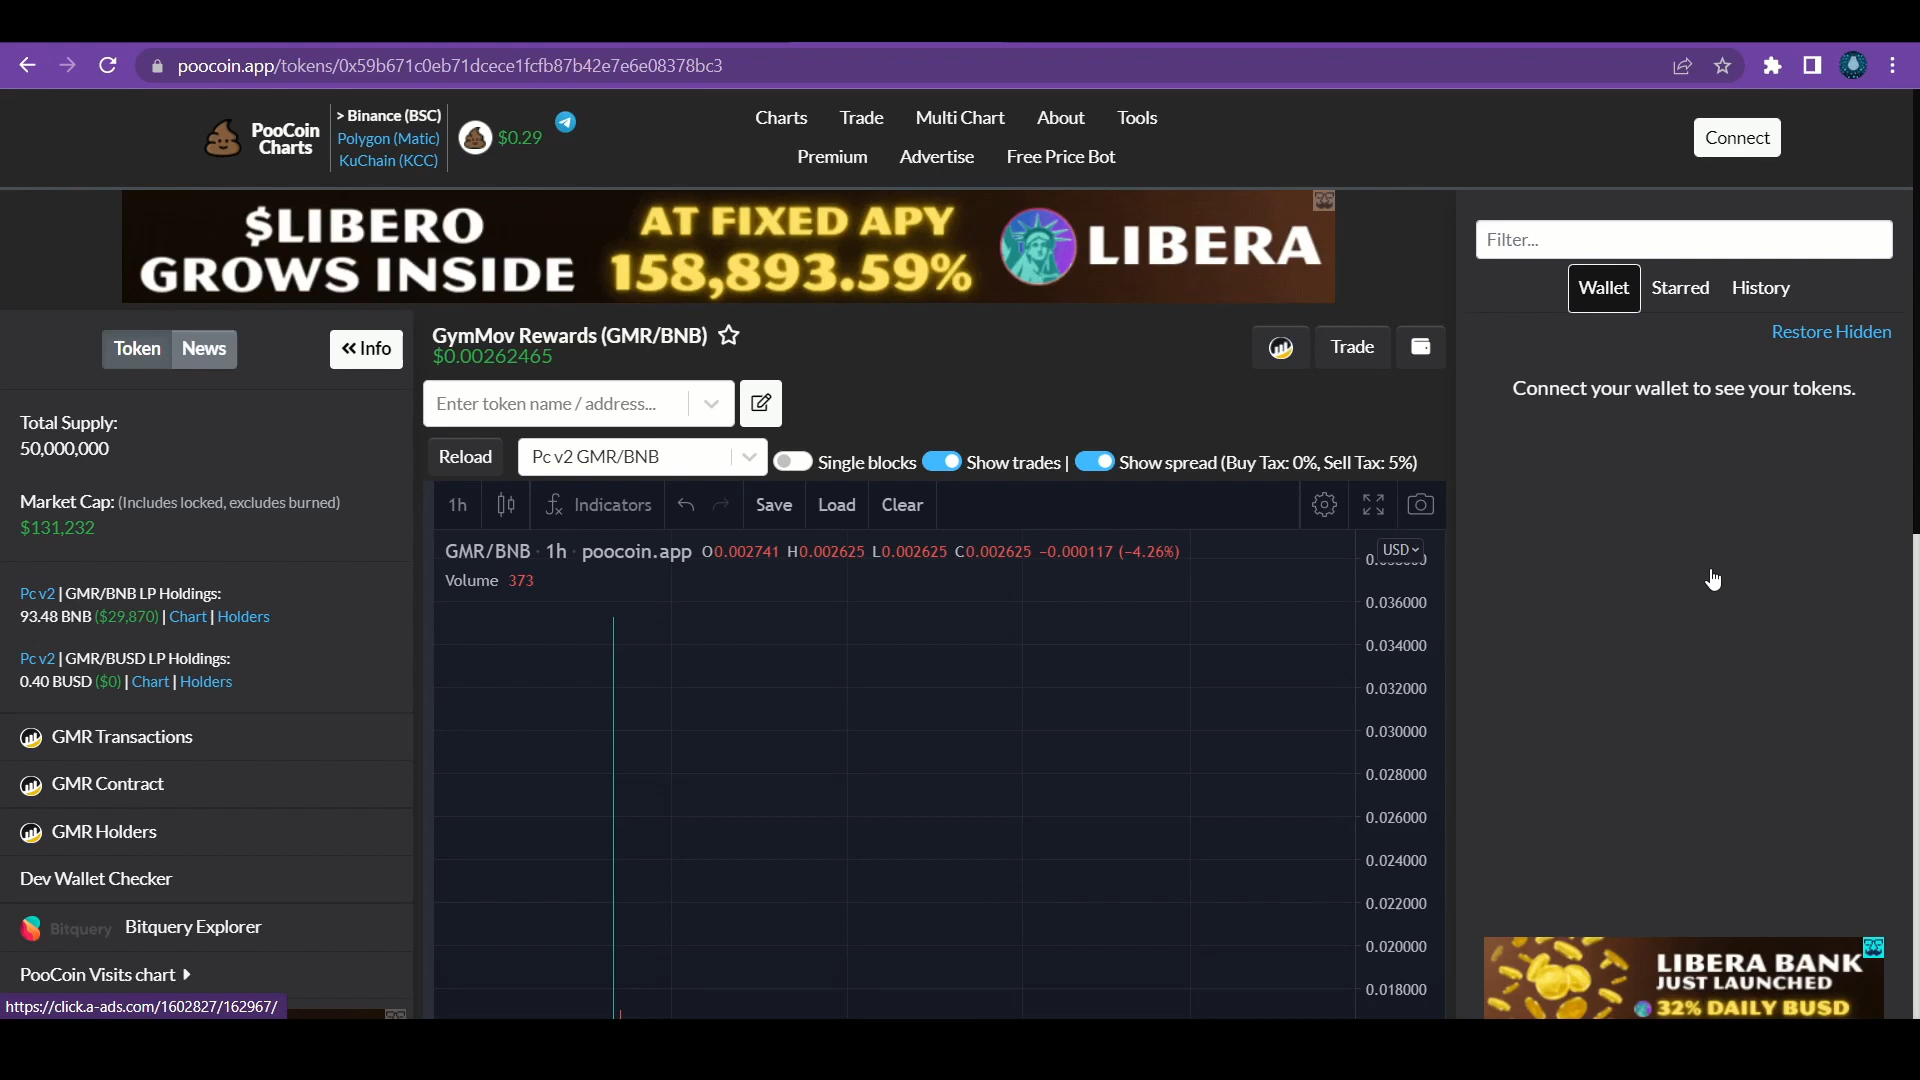 poocoin.app/tokens/0x59b671c0eb71dcece1fcfb87b42e7e6e08378bc3
PooCoin
Charts
> Binance (BSC)
Polygon (Matic)
KuChain (KCC)
$0.29
Charts
Trade
Multi Chart
About
Tools
Premium
Advertise
Free Price Bot
Connect
$LIBERO
GROWS INSIDE
AT FIXED APY
158,893.59%
LIBERA
Filter...
Wallet
Starred
History
Restore Hidden
Connect your wallet to see your tokens.
Token
News
Info
Total Supply:
50,000,000
Market Cap: (Includes locked, excludes burned)
$131,232
Pc v2 | GMR/BNB LP Holdings:
93.48 BNB ($29,870) | Chart | Holders
Pc v2 | GMR/BUSD LP Holdings:
0.40 BUSD ($0) | Chart | Holders
GMR Transactions
GMR Contract
GMR Holders
Dev Wallet Checker
Bitquery Bitquery Explorer
PooCoin Visits chart
https://click.a-ads.com/1602827/162967/
GymMov Rewards (GMR/BNB)
$0.00262465
Trade
Enter token name / address...
Reload
Pc v2 GMR/BNB
Single blocks
Show trades |
Show spread (Buy Tax: 0%, Sell Tax: 5%)
1h
Indicators
Save
Load
Clear
GMR/BNB · 1h · poocoin.app O0.002741 H0.002625 L0.002625 C0.002625 −0.000117 (−4.26%)
Volume 373
USD
0.036000
0.034000
0.032000
0.030000
0.028000
0.026000
0.024000
0.022000
0.020000
0.018000
LIBERA BANK
JUST LAUNCHED
32% DAILY BUSD